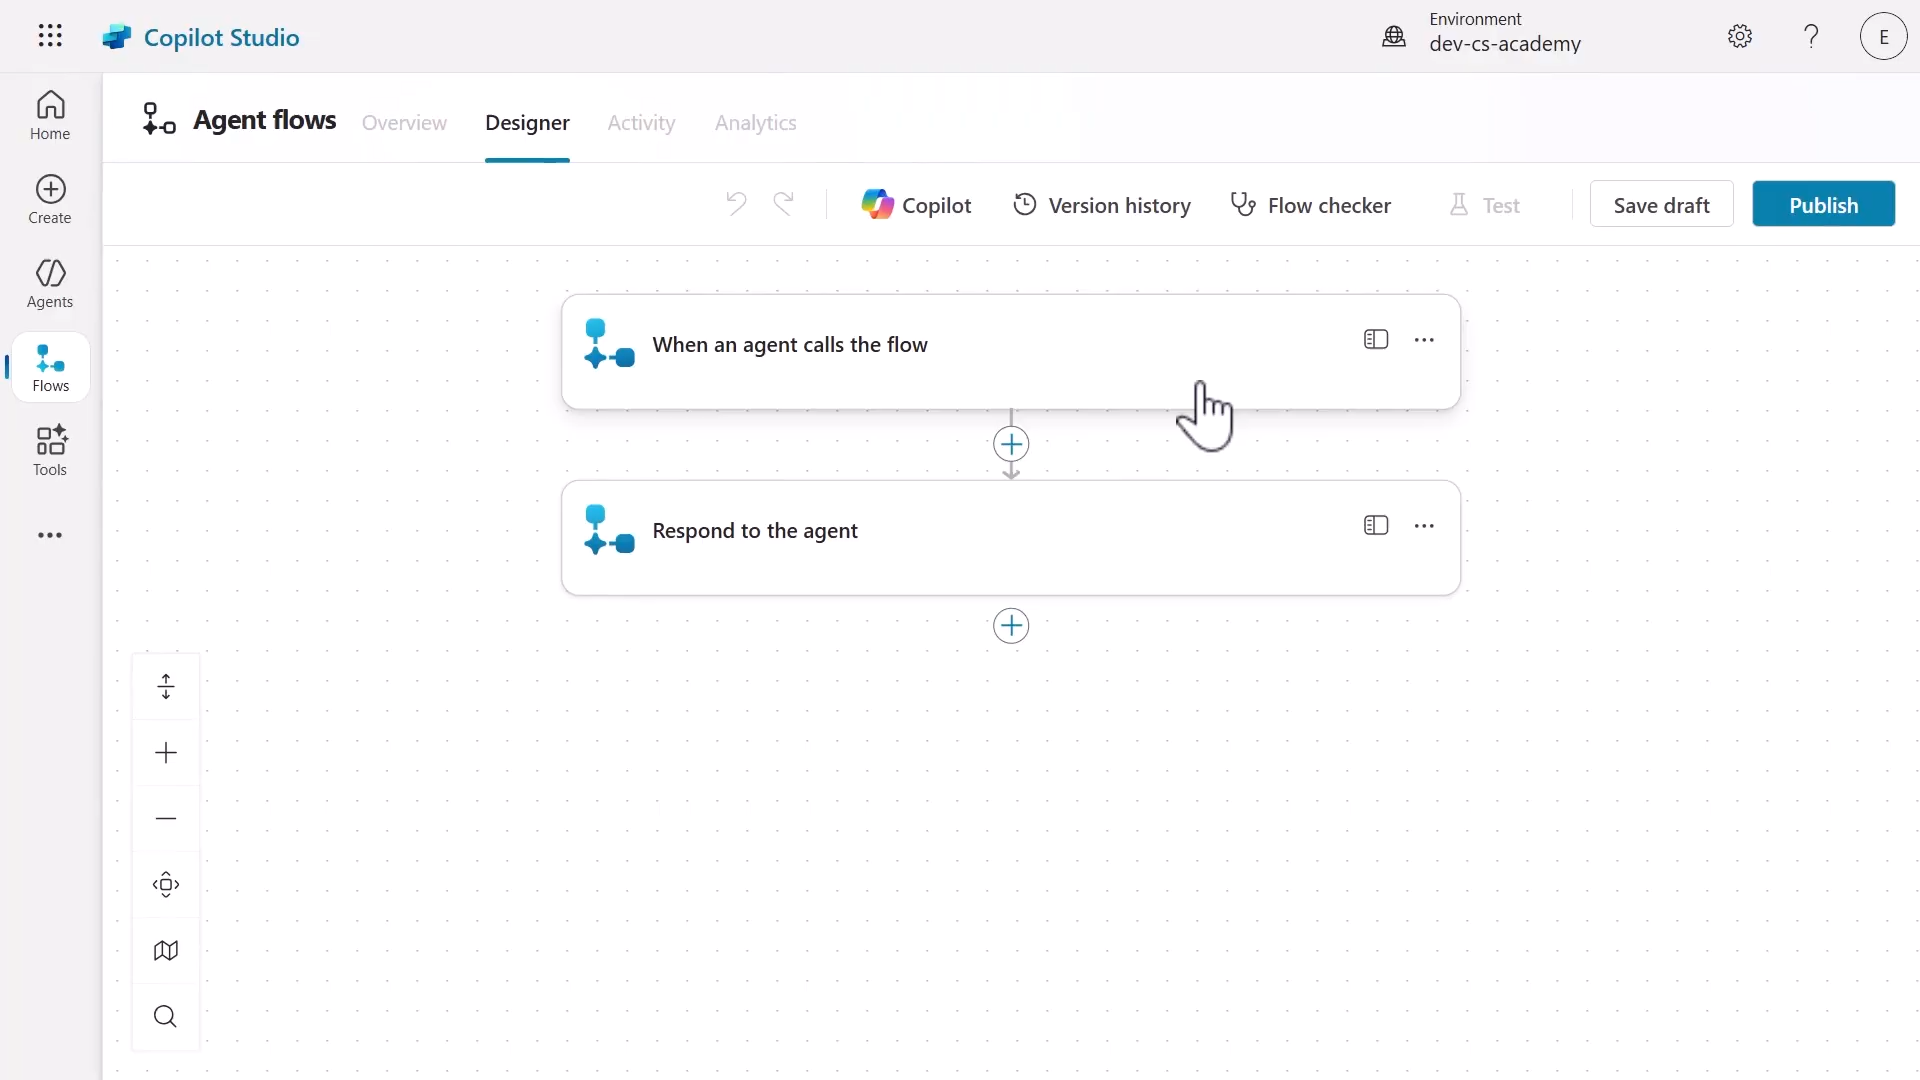 Copilot Studio
Environment
dev-cs-academy
E
Home
Create
Agents
Flows
Tools
Agent flows
Overview
Designer
Activity
Analytics
Copilot
Version history
Flow checker
Test
Save draft
Publish
When an agent calls the flow
Respond to the agent